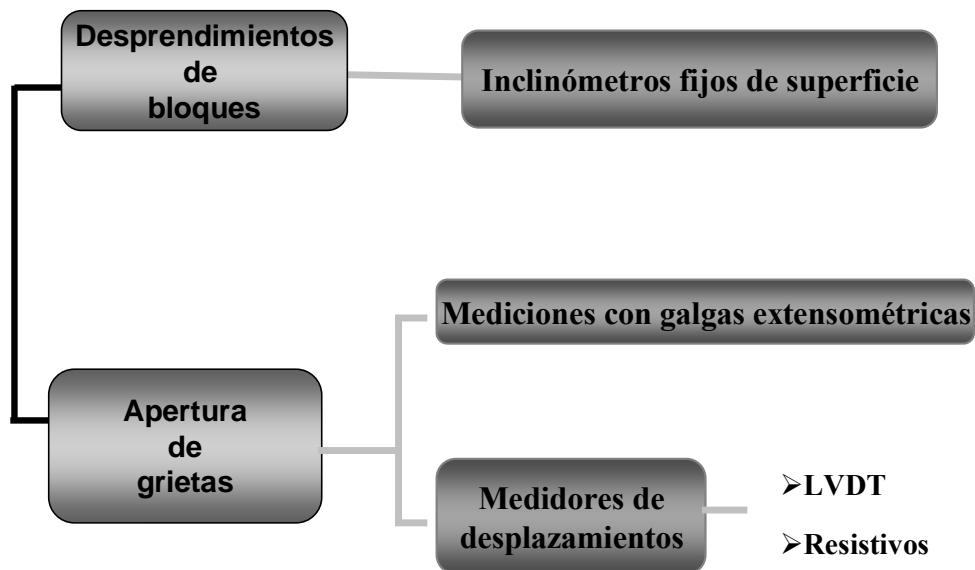 Desprendimientos
de
bloques
Inclinómetros fijos de superficie
Mediciones con galgas extensométricas
Apertura
de
grietas
Medidores de
desplazamientos
➢LVDT
➢Resistivos